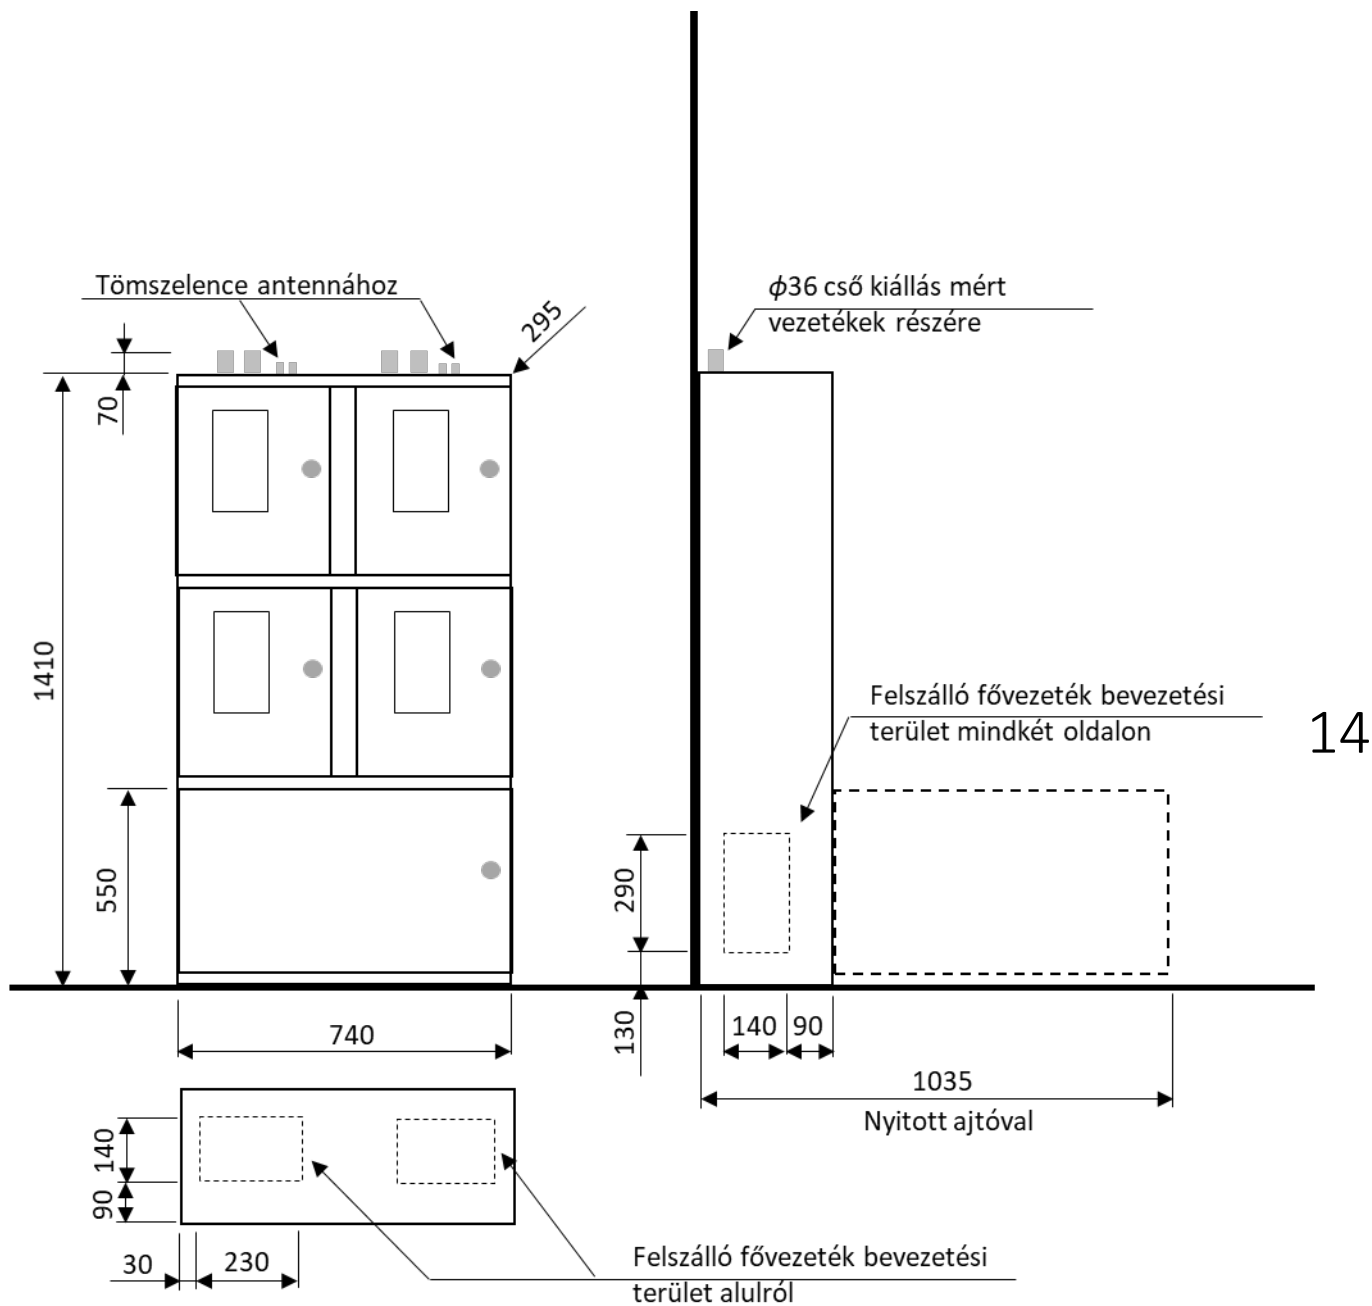 Tömszelence antennához
ϕ36 cső kiállás mért
vezetékek részére
295
70
1410
550
Felszálló fővezeték bevezetési
terület mindkét oldalon
14
290
130
740
140
90
1035
Nyitott ajtóval
140
90
30
230
Felszálló fővezeték bevezetési
terület alulról